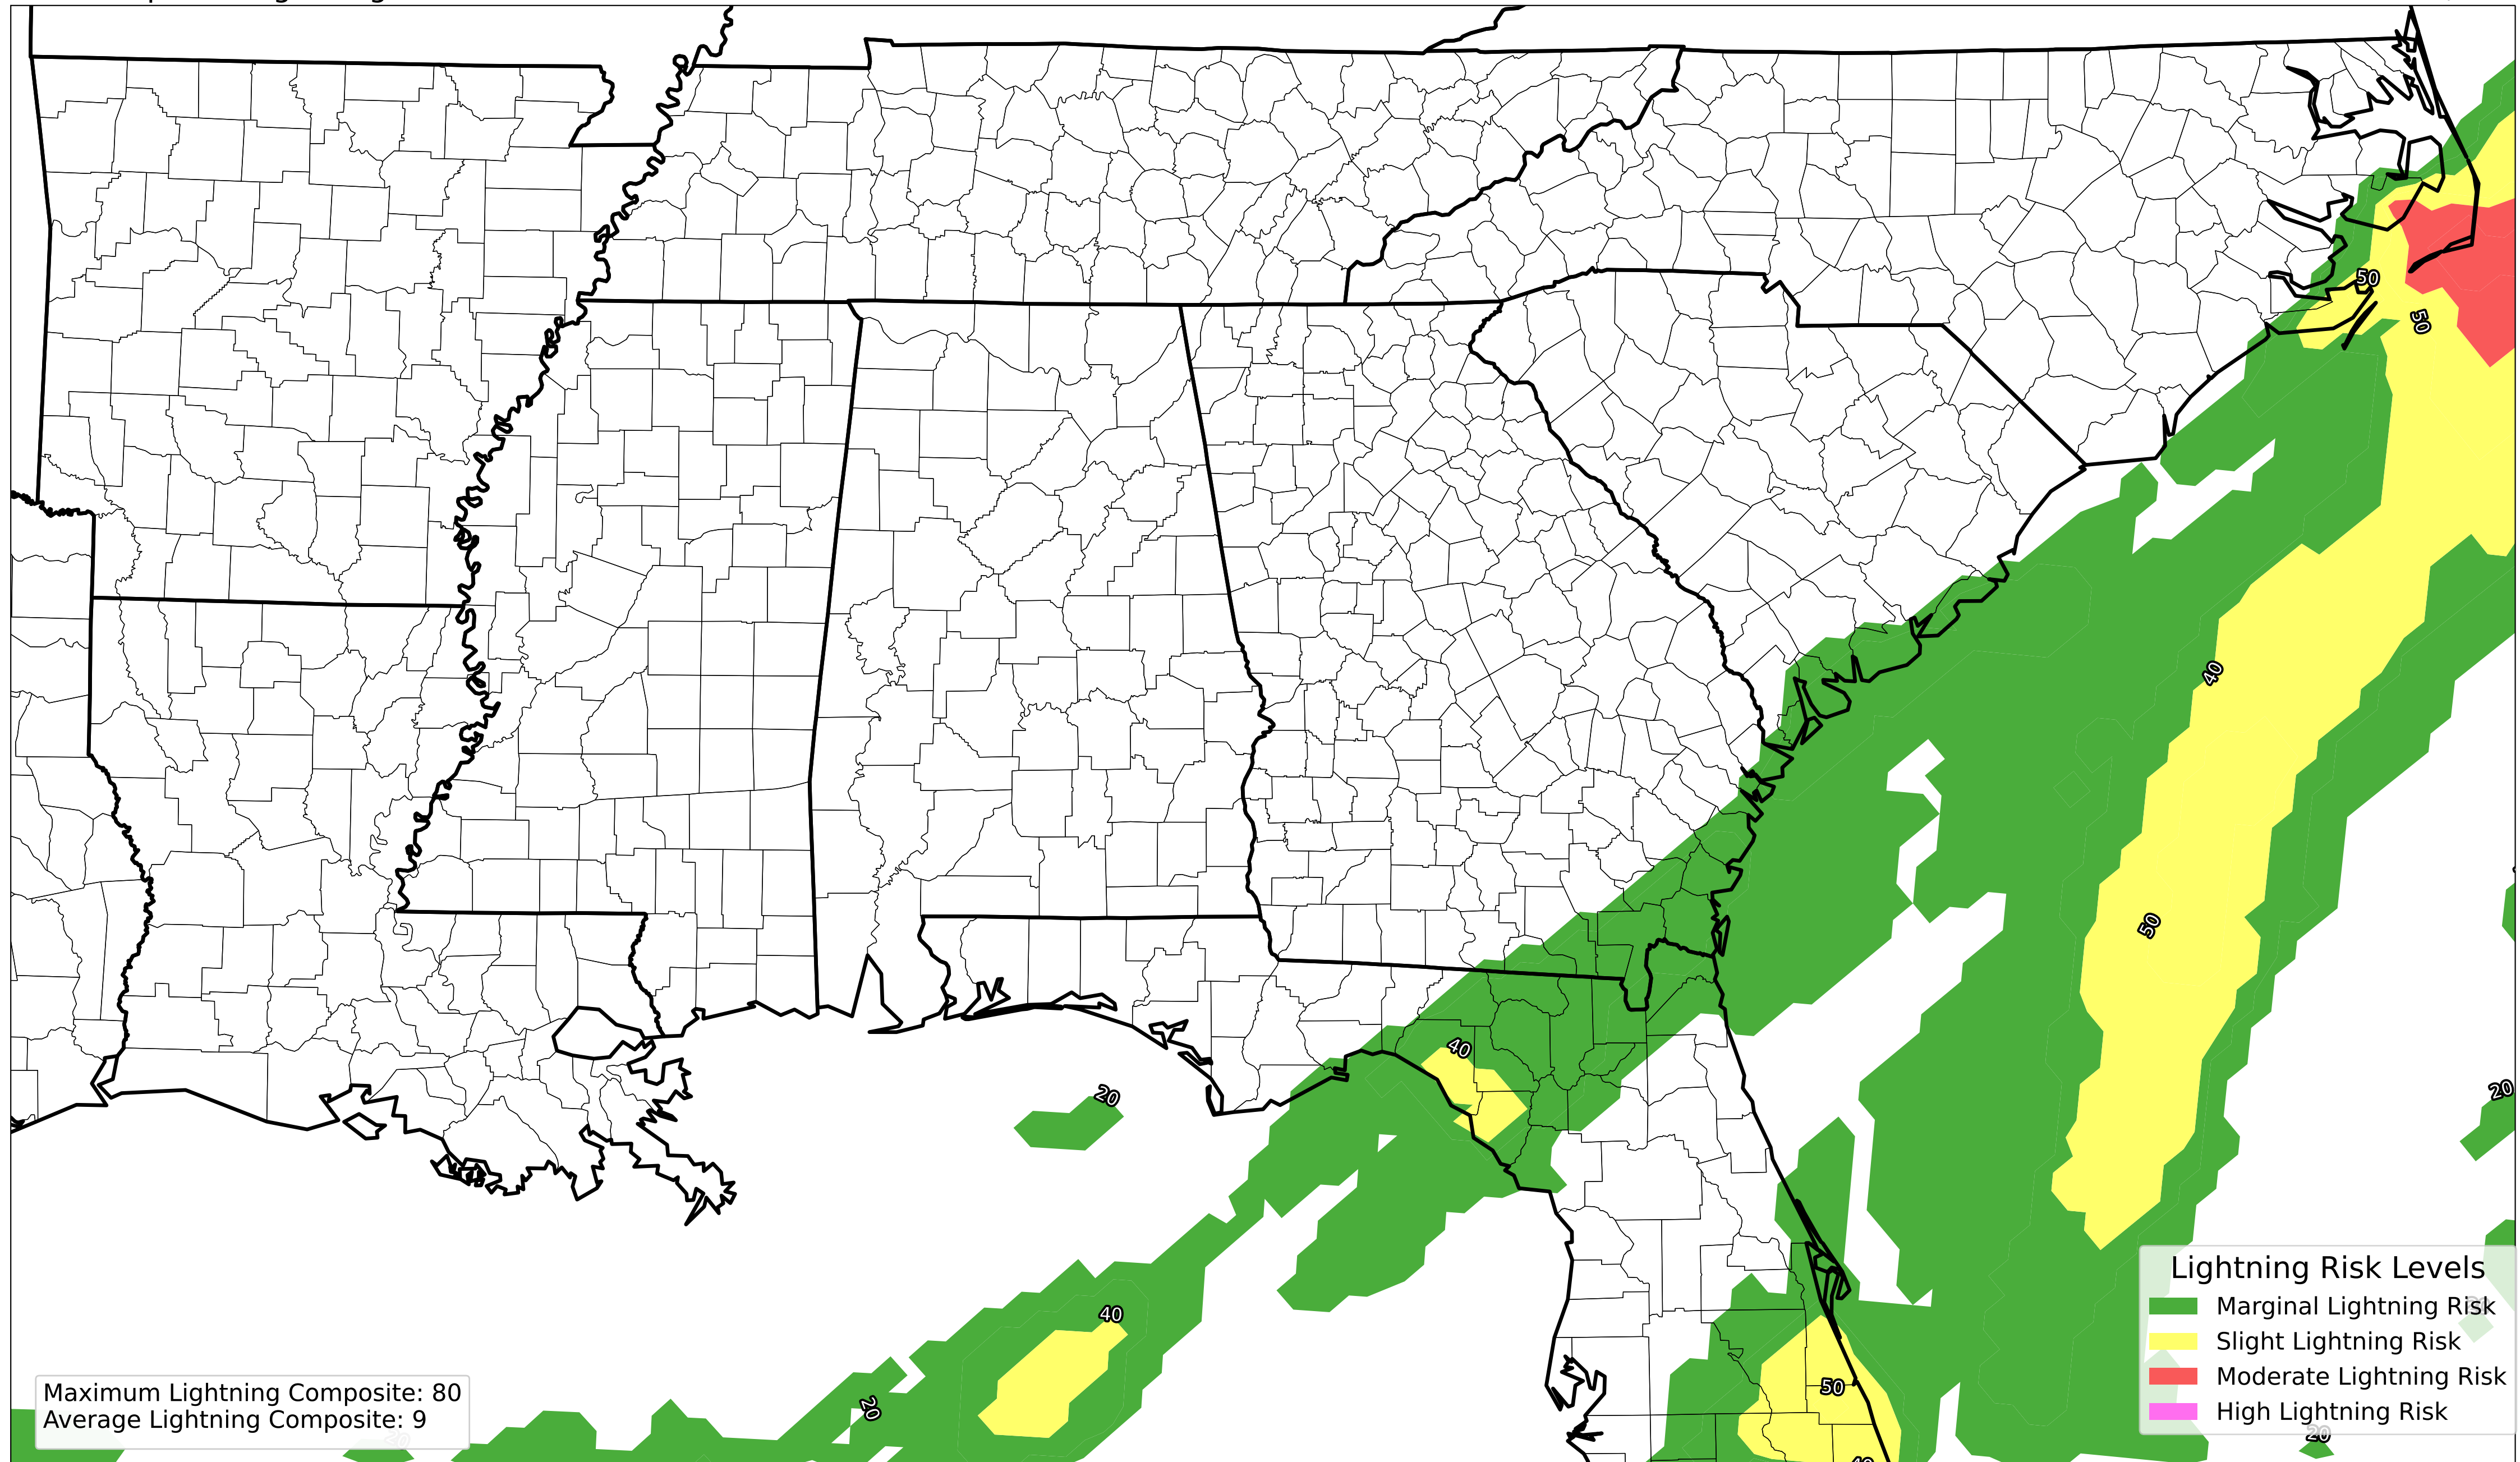 50
50
40
50
40
20
20
40
20
50
Lightning Risk Levels
Marginal Lightning Risk
Slight Lightning Risk
Moderate Lightning Risk
High Lightning Risk
20
Maximum Lightning Composite: 80
Average Lightning Composite: 9